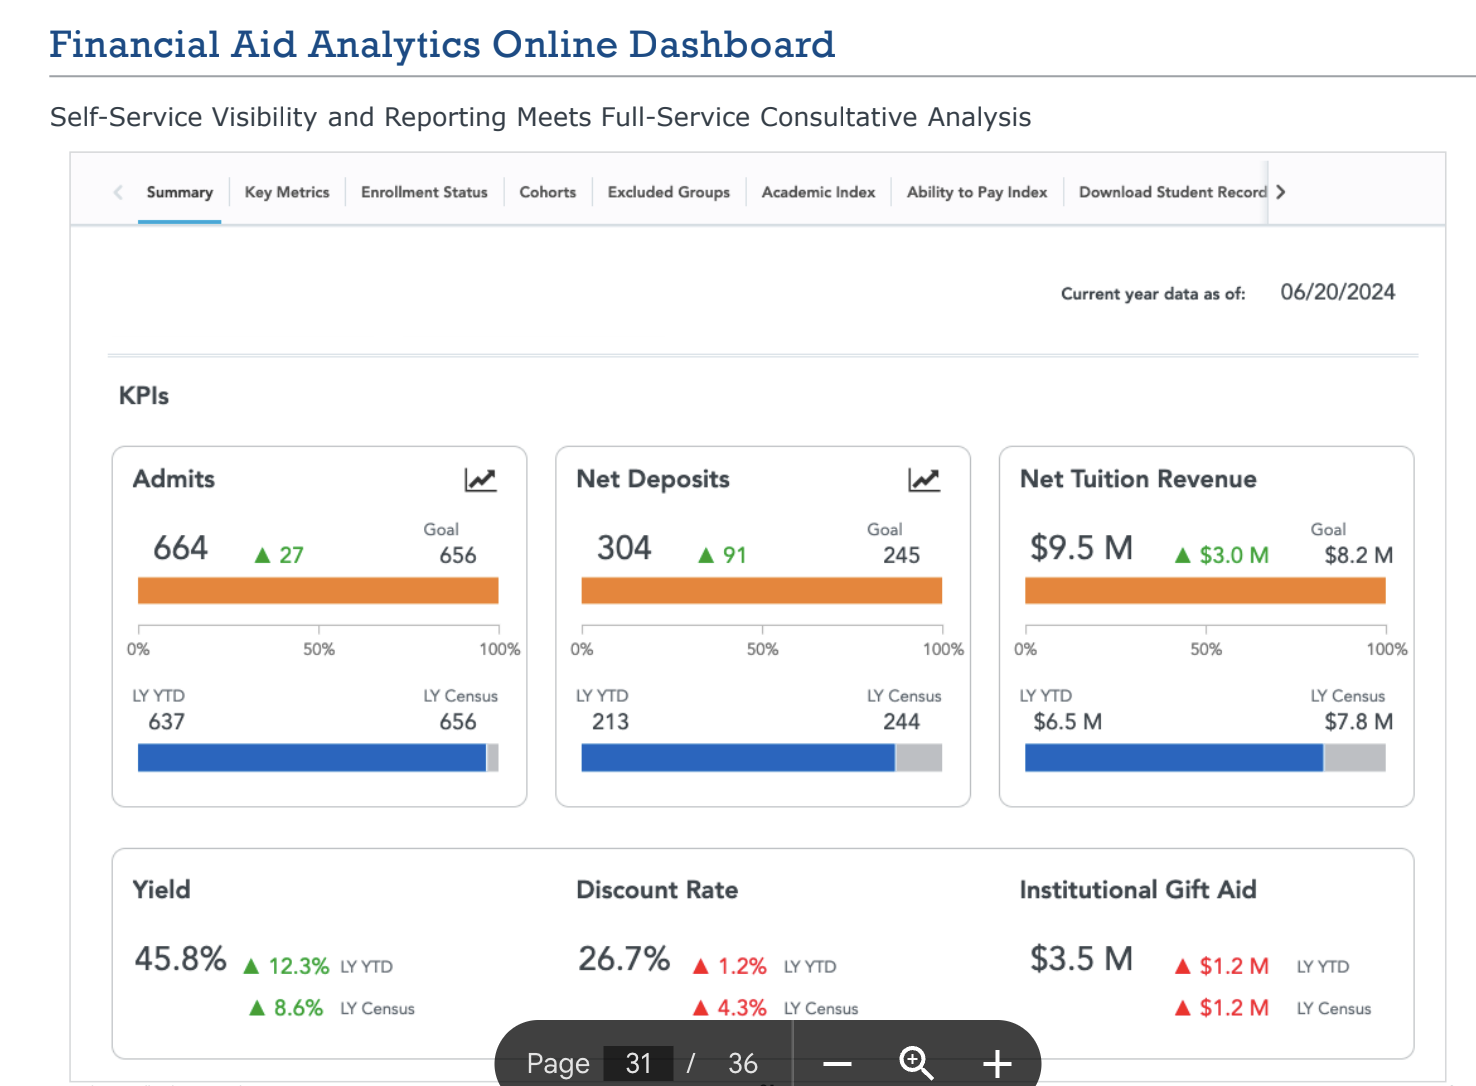 Financial Aid Analytics Online Dashboard
Self-Service Visibility and Reporting Meets Full-Service Consultative Analysis
Summary Key Metrics Enrollment Status Cohorts Excluded Groups Academic Index Ability to Pay Index Download Student Record
Current year data as of: 06/20/2024
KPIs
Admits
Goal
664 ▲ 27 656
0% 50% 100%
LY YTD LY Census
637 656
Net Deposits
Goal
304 ▲ 91 245
0% 50% 100%
LY YTD LY Census
213 244
Net Tuition Revenue
Goal
$9.5 M ▲ $3.0 M $8.2 M
0% 50% 100%
LY YTD LY Census
$6.5 M $7.8 M
Yield
45.8% ▲ 12.3% LY YTD
▲ 8.6% LY Census
Discount Rate
26.7% ▲ 1.2% LY YTD
▲ 4.3% LY Census
Institutional Gift Aid
$3.5 M ▲ $1.2 M LY YTD
▲ $1.2 M LY Census
Page 31 / 36